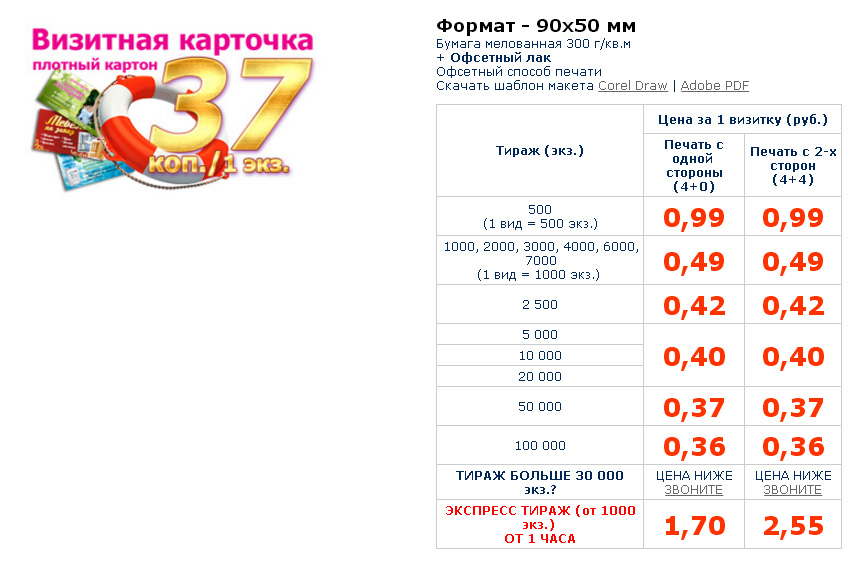 Визитная карточка
плотный картон
37
коп./1 экз.
Мебель
на заказ
Формат - 90x50 мм
Бумага мелованная 300 г/кв.м
+ Офсетный лак
Офсетный способ печати
Скачать шаблон макета Corel Draw | Adobe PDF
Тираж (экз.)
Цена за 1 визитку (руб.)
Печать с
одной
стороны
(4+0)
Печать с 2-х
сторон
(4+4)
500
(1 вид = 500 экз.)
0,99
0,99
1000, 2000, 3000, 4000, 6000,
7000
(1 вид = 1000 экз.)
0,49
0,49
2 500
0,42
0,42
5 000
10 000
20 000
0,40
0,40
50 000
0,37
0,37
100 000
0,36
0,36
ТИРАЖ БОЛЬШЕ 30 000
экз.?
ЦЕНА НИЖЕ
ЗВОНИТЕ
ЦЕНА НИЖЕ
ЗВОНИТЕ
ЭКСПРЕСС ТИРАЖ (от 1000
экз.)
ОТ 1 ЧАСА
1,70
2,55